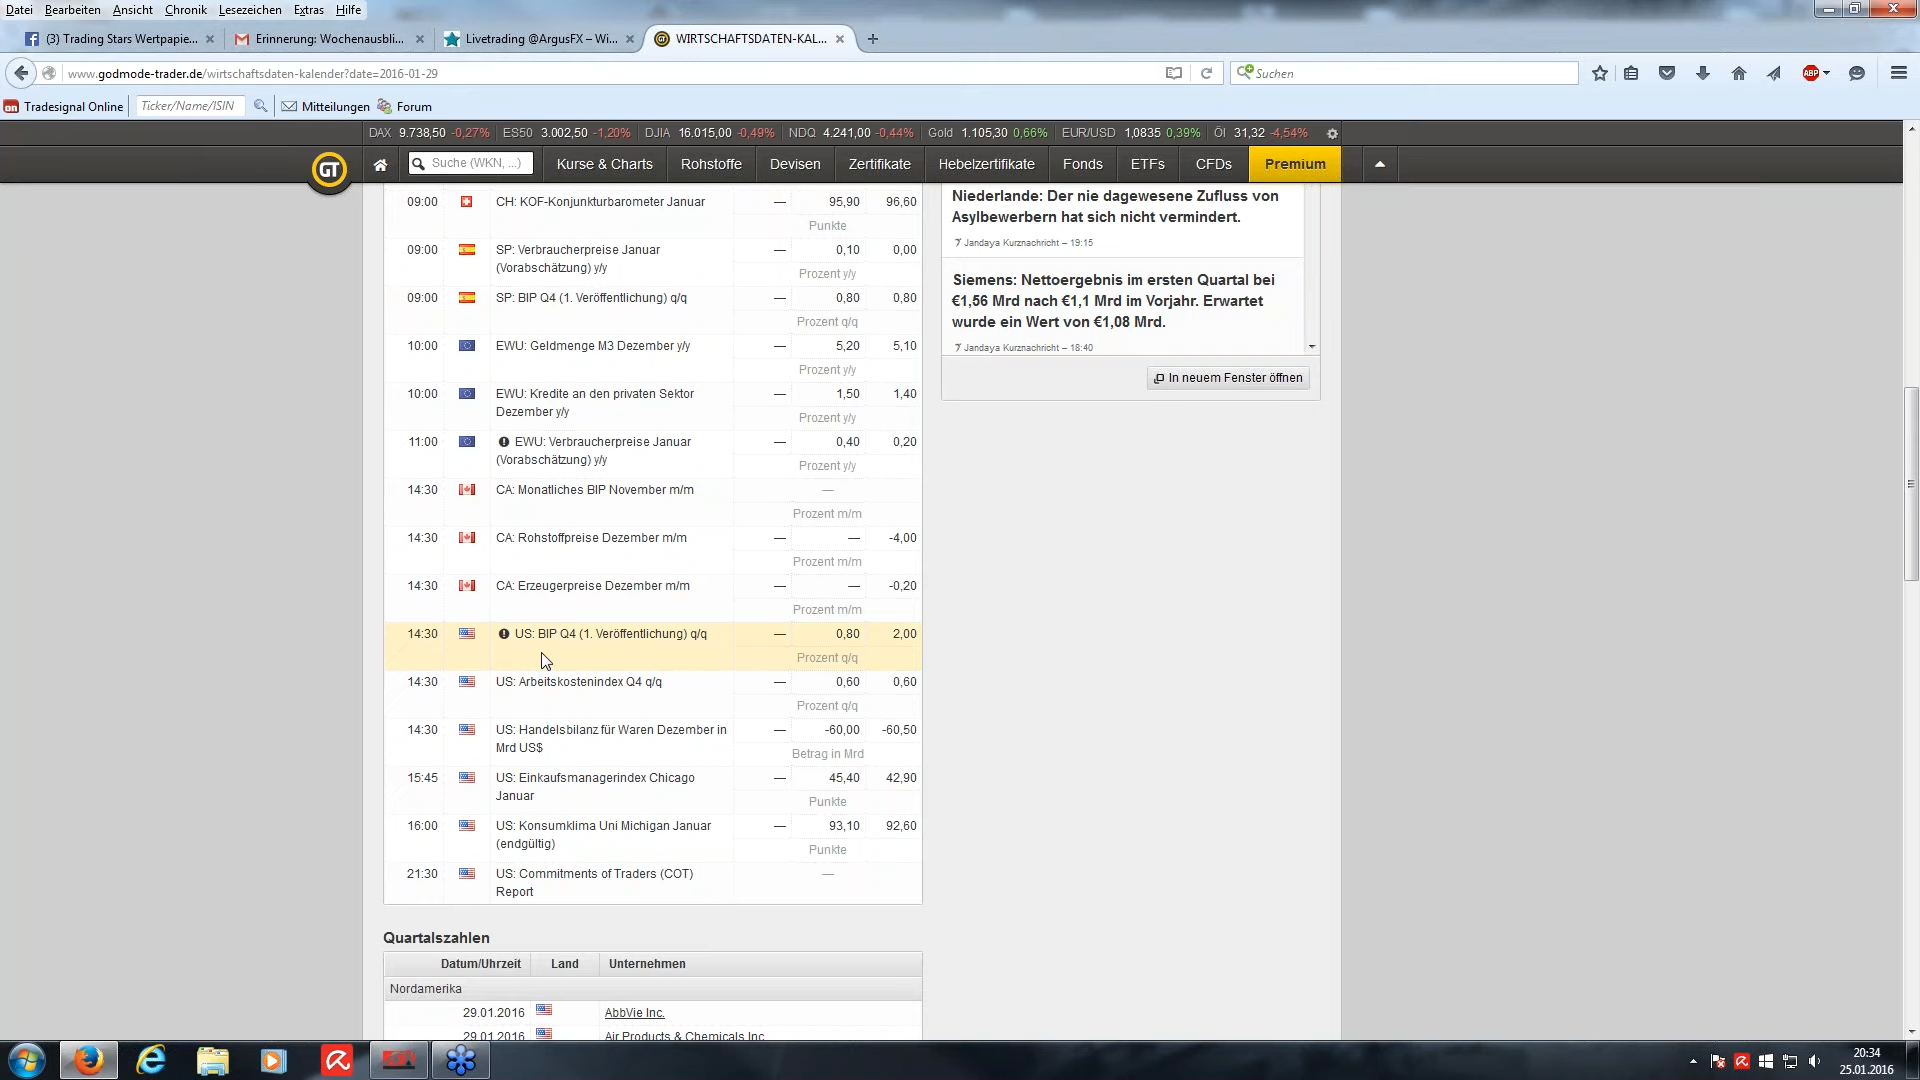 Datei Bearbeiten Ansicht Chronik Lesezeichen Extras Hilfe
(3) Trading Stars Wertpapie... Erinnerung: Wochenausbli... Livetrading @ArgusFX – Wi... WIRTSCHAFTSDATEN-KAL...
www.godmode-trader.de/wirtschaftsdaten-kalender?date=2016-01-29 Suchen ABP
on Tradesignal Online Ticker/Name/ISIN Mitteilungen Forum
DAX 9.738,50 -0,27% ES50 3.002,50 -1,20% DJIA 16.015,00 -0,49% NDQ 4.241,00 -0,44% Gold 1.105,30 0,66% EUR/USD 1,0835 0,39% Öl 31,32 -4,54%
GT Suche (WKN, ...) Kurse & Charts Rohstoffe Devisen Zertifikate Hebelzertifikate Fonds ETFs CFDs Premium
09:00 CH: KOF-Konjunkturbarometer Januar — 95,90 96,60
Punkte
09:00 SP: Verbraucherpreise Januar — 0,10 0,00
(Vorabschätzung) y/y Prozent y/y
09:00 SP: BIP Q4 (1. Veröffentlichung) q/q — 0,80 0,80
Prozent q/q
10:00 EWU: Geldmenge M3 Dezember y/y — 5,20 5,10
Prozent y/y
10:00 EWU: Kredite an den privaten Sektor — 1,50 1,40
Dezember y/y Prozent y/y
11:00 EWU: Verbraucherpreise Januar — 0,40 0,20
(Vorabschätzung) y/y Prozent y/y
14:30 CA: Monatliches BIP November m/m —
Prozent m/m
14:30 CA: Rohstoffpreise Dezember m/m — — -4,00
Prozent m/m
14:30 CA: Erzeugerpreise Dezember m/m — — -0,20
Prozent m/m
14:30 US: BIP Q4 (1. Veröffentlichung) q/q — 0,80 2,00
Prozent q/q
14:30 US: Arbeitskostenindex Q4 q/q — 0,60 0,60
Prozent q/q
14:30 US: Handelsbilanz für Waren Dezember in — -60,00 -60,50
Mrd US$ Betrag in Mrd
15:45 US: Einkaufsmanagerindex Chicago — 45,40 42,90
Januar Punkte
16:00 US: Konsumklima Uni Michigan Januar — 93,10 92,60
(endgültig) Punkte
21:30 US: Commitments of Traders (COT) —
Report
Niederlande: Der nie dagewesene Zufluss von
Asylbewerbern hat sich nicht vermindert.
Jandaya Kurznachricht – 19:15
Siemens: Nettoergebnis im ersten Quartal bei
€1,56 Mrd nach €1,1 Mrd im Vorjahr. Erwartet
wurde ein Wert von €1,08 Mrd.
Jandaya Kurznachricht – 18:40
In neuem Fenster öffnen
Quartalszahlen
Datum/Uhrzeit Land Unternehmen
Nordamerika
29.01.2016 AbbVie Inc.
29.01.2016 Air Products & Chemicals Inc
20:34
25.01.2016